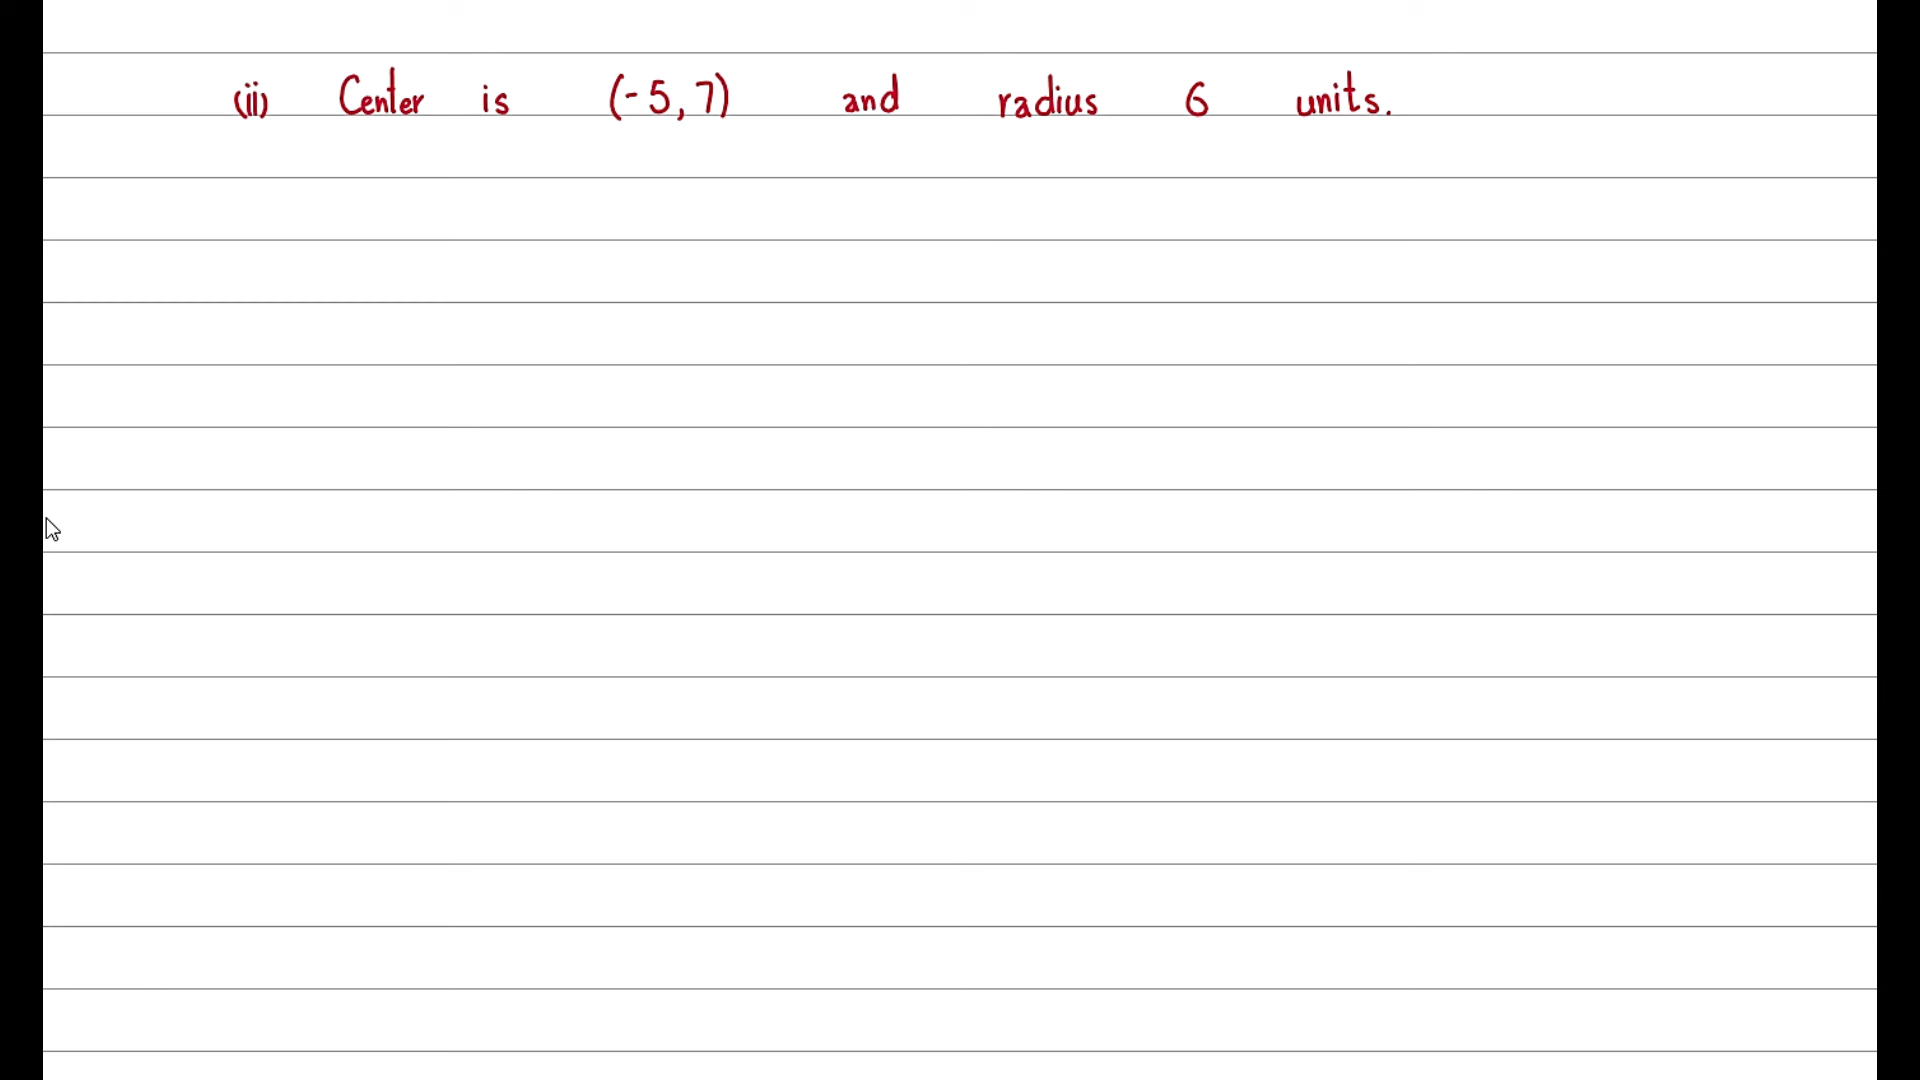 (ii) Center is (-5, 7) and radius 6 units.